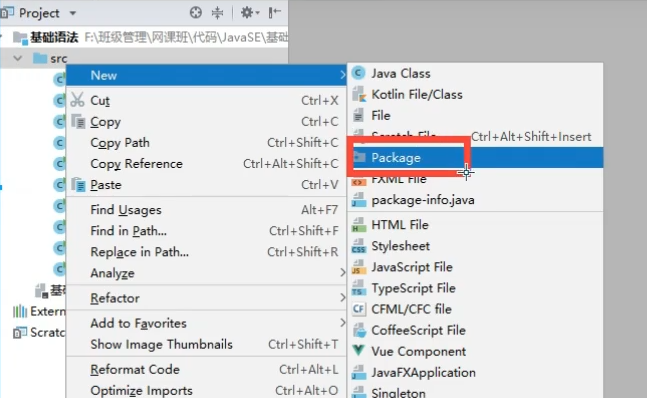 Project
基础语法 F:\班级管理\网课班\代码\JavaSE\基础
src
New
Cut Ctrl+X
Copy Ctrl+Shift+C
Copy Path Ctrl+Shift+C
Copy Reference Ctrl+Alt+Shift+C
Paste Ctrl+V
Find Usages Alt+F7
Find in Path... Ctrl+Shift+F
Replace in Path... Ctrl+Shift+R
Analyze
Refactor
Add to Favorites
Show Image Thumbnails Ctrl+Shift+T
Reformat Code Ctrl+Alt+L
Optimize Imports Ctrl+Alt+O
基
Extern
Scratc
Java Class
Kotlin File/Class
File
Scratch File Ctrl+Alt+Shift+Insert
Package
FXML File
package-info.java
HTML File
Stylesheet
JavaScript File
TypeScript File
CFML/CFC file
CoffeeScript File
Vue Component
JavaFXApplication
Singleton